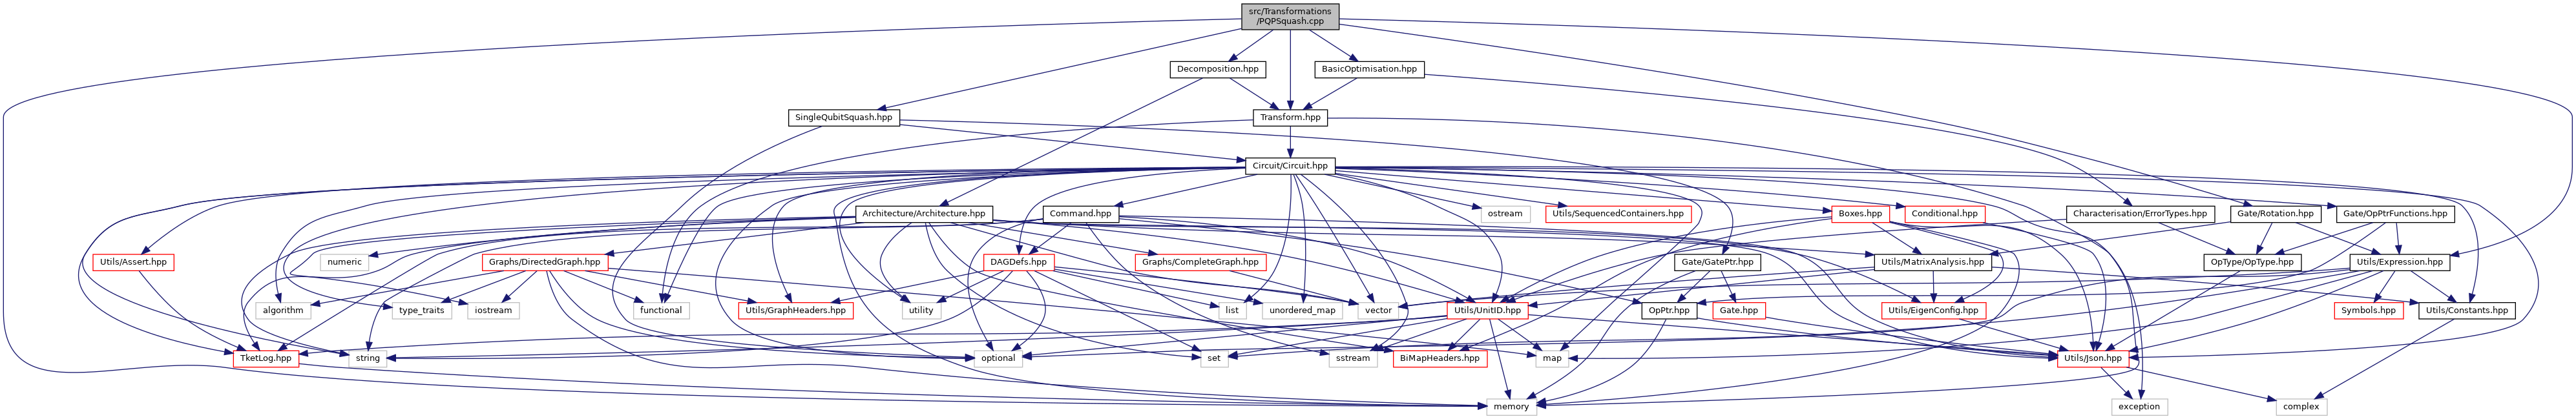 src/Transformations
/PQPSquash.cpp
Decomposition.hpp
BasicOptimisation.hpp
SingleQubitSquash.hpp
Transform.hpp
Circuit/Circuit.hpp
Architecture/Architecture.hpp
Command.hpp
ostream
Utils/SequencedContainers.hpp
Boxes.hpp
Conditional.hpp
Characterisation/ErrorTypes.hpp
Gate/Rotation.hpp
Gate/OpPtrFunctions.hpp
Utils/Assert.hpp
numeric
Graphs/DirectedGraph.hpp
DAGDefs.hpp
Graphs/CompleteGraph.hpp
Gate/GatePtr.hpp
Utils/MatrixAnalysis.hpp
OpType/OpType.hpp
Utils/Expression.hpp
algorithm
type_traits
iostream
functional
Utils/GraphHeaders.hpp
utility
list
unordered_map
vector
Utils/UnitID.hpp
OpPtr.hpp
Gate.hpp
Utils/EigenConfig.hpp
Symbols.hpp
Utils/Constants.hpp
TketLog.hpp
string
optional
set
sstream
BiMapHeaders.hpp
map
Utils/Json.hpp
memory
exception
complex